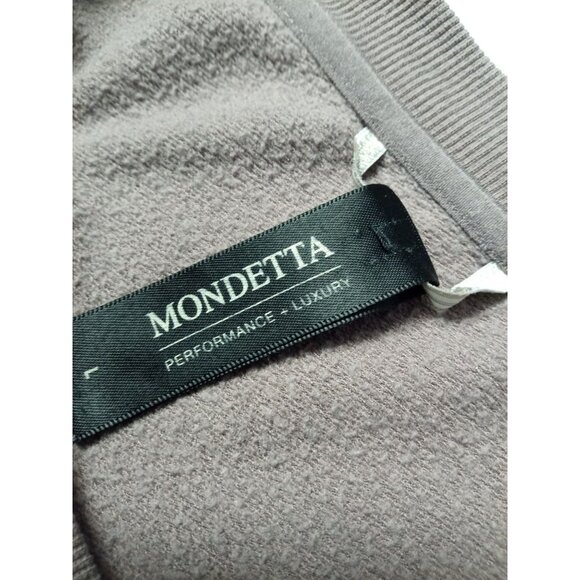 MONDETTA
PERFORMANCE + LUXURY
L